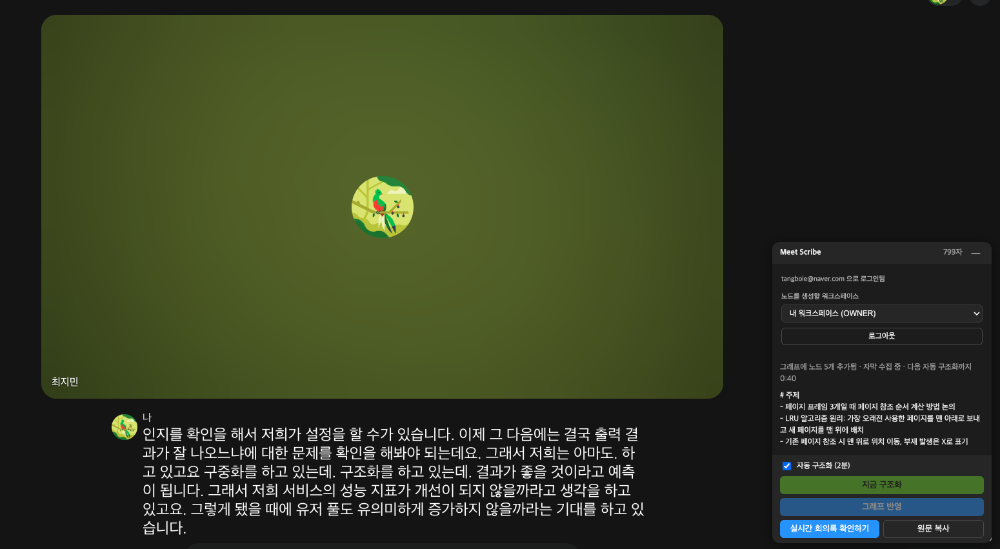 최지민
나
인지를 확인을 해서 저희가 설정을 할 수가 있습니다. 이제 그 다음에는 결국 출력 결
과가 잘 나오느냐에 대한 문제를 확인을 해봐야 되는데요. 그래서 저희는 아마도. 하
고 있고요 구중화를 하고 있는데. 구조화를 하고 있는데. 결과가 좋을 것이라고 예측
이 됩니다. 그래서 저희 서비스의 성능 지표가 개선이 되지 않을까라고 생각을 하고
있고요. 그렇게 됐을 때에 유저 풀도 유의미하게 증가하지 않을까라는 기대를 하고 있
습니다.
Meet Scribe
799자
tangbole@naver.com 으로 로그인됨
노드를 생성할 워크스페이스
내 워크스페이스 (OWNER)
로그아웃
그래프에 노드 5개 추가됨 · 자막 수집 중 · 다음 자동 구조화까지
0:40
# 주제
- 페이지 프레임 3개일 때 페이지 참조 순서 계산 방법 논의
- LRU 알고리즘 원리: 가장 오래전 사용한 페이지를 맨 아래로 보내
고 새 페이지를 맨 위에 배치
- 기존 페이지 참조 시 맨 위로 위치 이동, 부재 발생은 X로 표기
자동 구조화 (2분)
지금 구조화
그래프 반영
실시간 회의록 확인하기
원문 복사